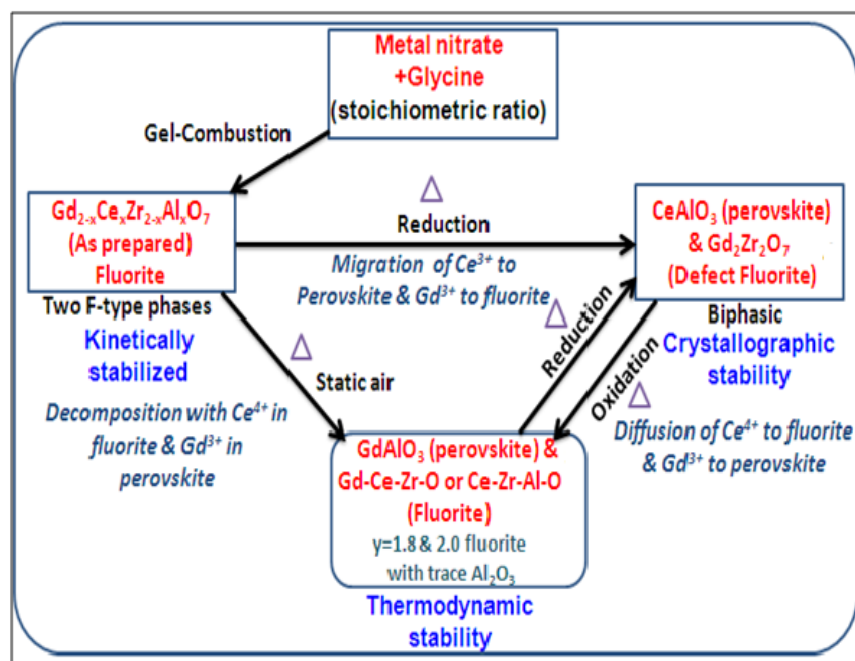 Metal nitrate
+Glycine
(stoichiometric ratio)
Gel-Combustion
Gd₂₋ₓCeₓZr₂₋ₓAlₓO₇
(As prepared)
Fluorite
Two F-type phases
Kinetically
stabilized
Δ
Reduction
Migration of Ce³⁺ to
Perovskite & Gd³⁺ to fluorite
CeAlO₃ (perovskite)
& Gd₂Zr₂O₇
(Defect Fluorite)
Biphasic
Crystallographic
stability
Δ
Static air
Decomposition with Ce⁴⁺ in
fluorite & Gd³⁺ in
perovskite
Δ
Reduction
Oxidation
Δ
Diffusion of Ce⁴⁺ to fluorite
& Gd³⁺ to perovskite
GdAlO₃ (perovskite) &
Gd-Ce-Zr-O or Ce-Zr-Al-O
(Fluorite)
y=1.8 & 2.0 fluorite
with trace Al₂O₃
Thermodynamic
stability